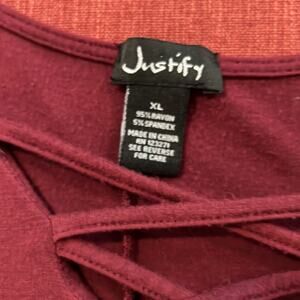 Justify
XL
95%RAYON
5%SPANDEX
MADE IN CHINA
RN 123271
SEE REVERSE
FOR CARE